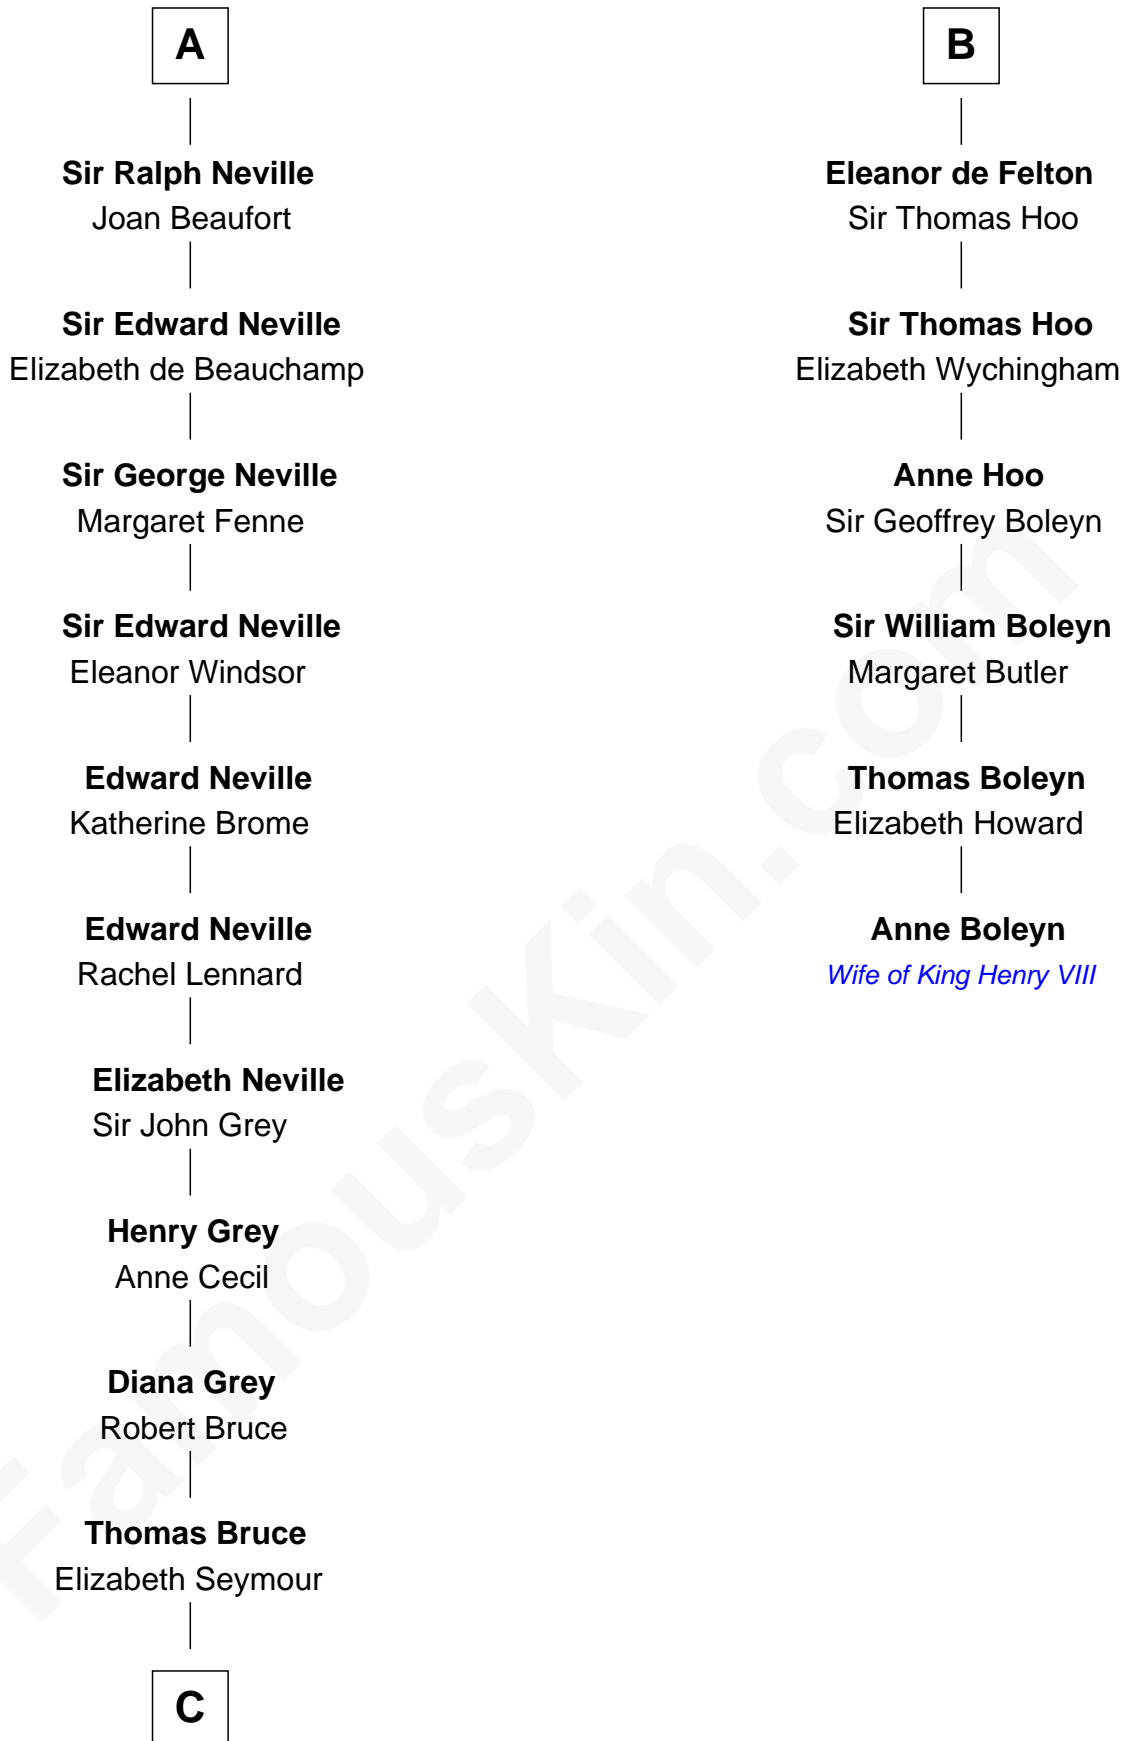 A
Sir Ralph Neville
Joan Beaufort
Sir Edward Neville
Elizabeth de Beauchamp
Sir George Neville
Margaret Fenne
Sir Edward Neville
Eleanor Windsor
Edward Neville
Katherine Brome
Edward Neville
Rachel Lennard
Elizabeth Neville
Sir John Grey
Henry Grey
Anne Cecil
Diana Grey
Robert Bruce
Thomas Bruce
Elizabeth Seymour
C
B
Eleanor de Felton
Sir Thomas Hoo
Sir Thomas Hoo
Elizabeth Wychingham
Anne Hoo
Sir Geoffrey Boleyn
Sir William Boleyn
Margaret Butler
Thomas Boleyn
Elizabeth Howard
Anne Boleyn
Wife of King Henry VIII
FamousKin.com